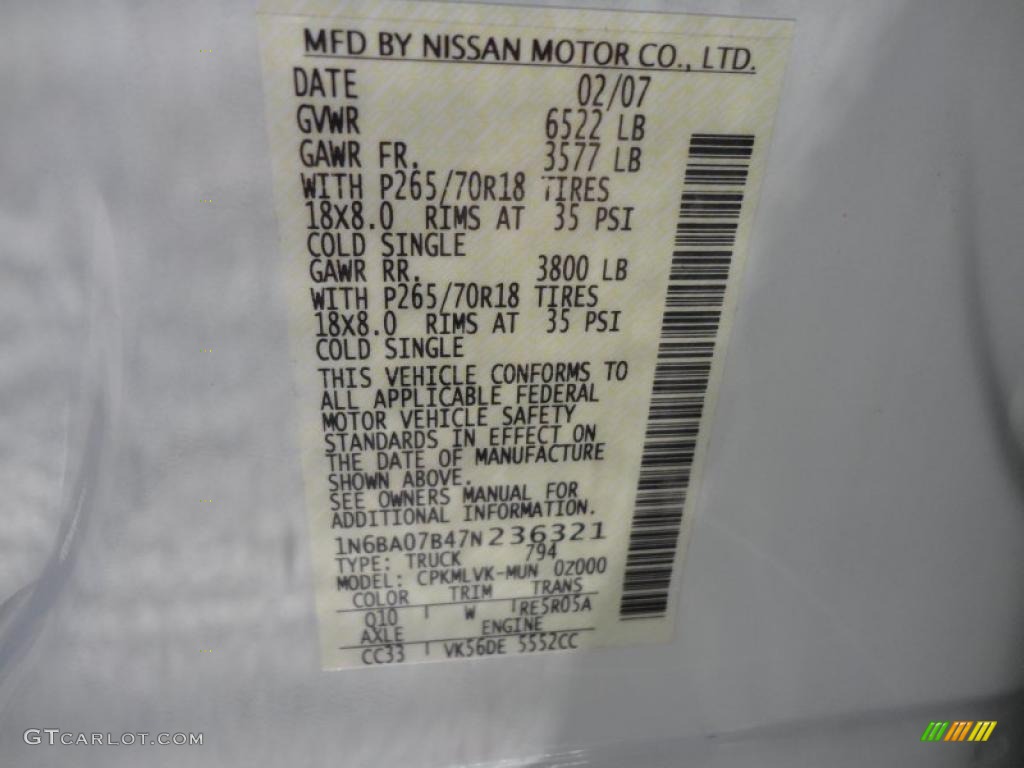 MFD BY NISSAN MOTOR CO., LTD.
DATE 02/07
GVWR 6522 LB
GAWR FR. 3577 LB
WITH P265/70R18 TIRES
18X8.0 RIMS AT 35 PSI
COLD SINGLE
GAWR RR. 3800 LB
WITH P265/70R18 TIRES
18X8.0 RIMS AT 35 PSI
COLD SINGLE
THIS VEHICLE CONFORMS TO
ALL APPLICABLE FEDERAL
MOTOR VEHICLE SAFETY
STANDARDS IN EFFECT ON
THE DATE OF MANUFACTURE
SHOWN ABOVE.
SEE OWNERS MANUAL FOR
ADDITIONAL INFORMATION.
1N6BA07B47N236321
TYPE: TRUCK 794
MODEL: CPKMLVK-MUN 0Z000
COLOR TRIM TRANS
Q10 W RE5R05A
AXLE ENGINE
CC33 VK56DE 5552CC
GTCARLOT.COM